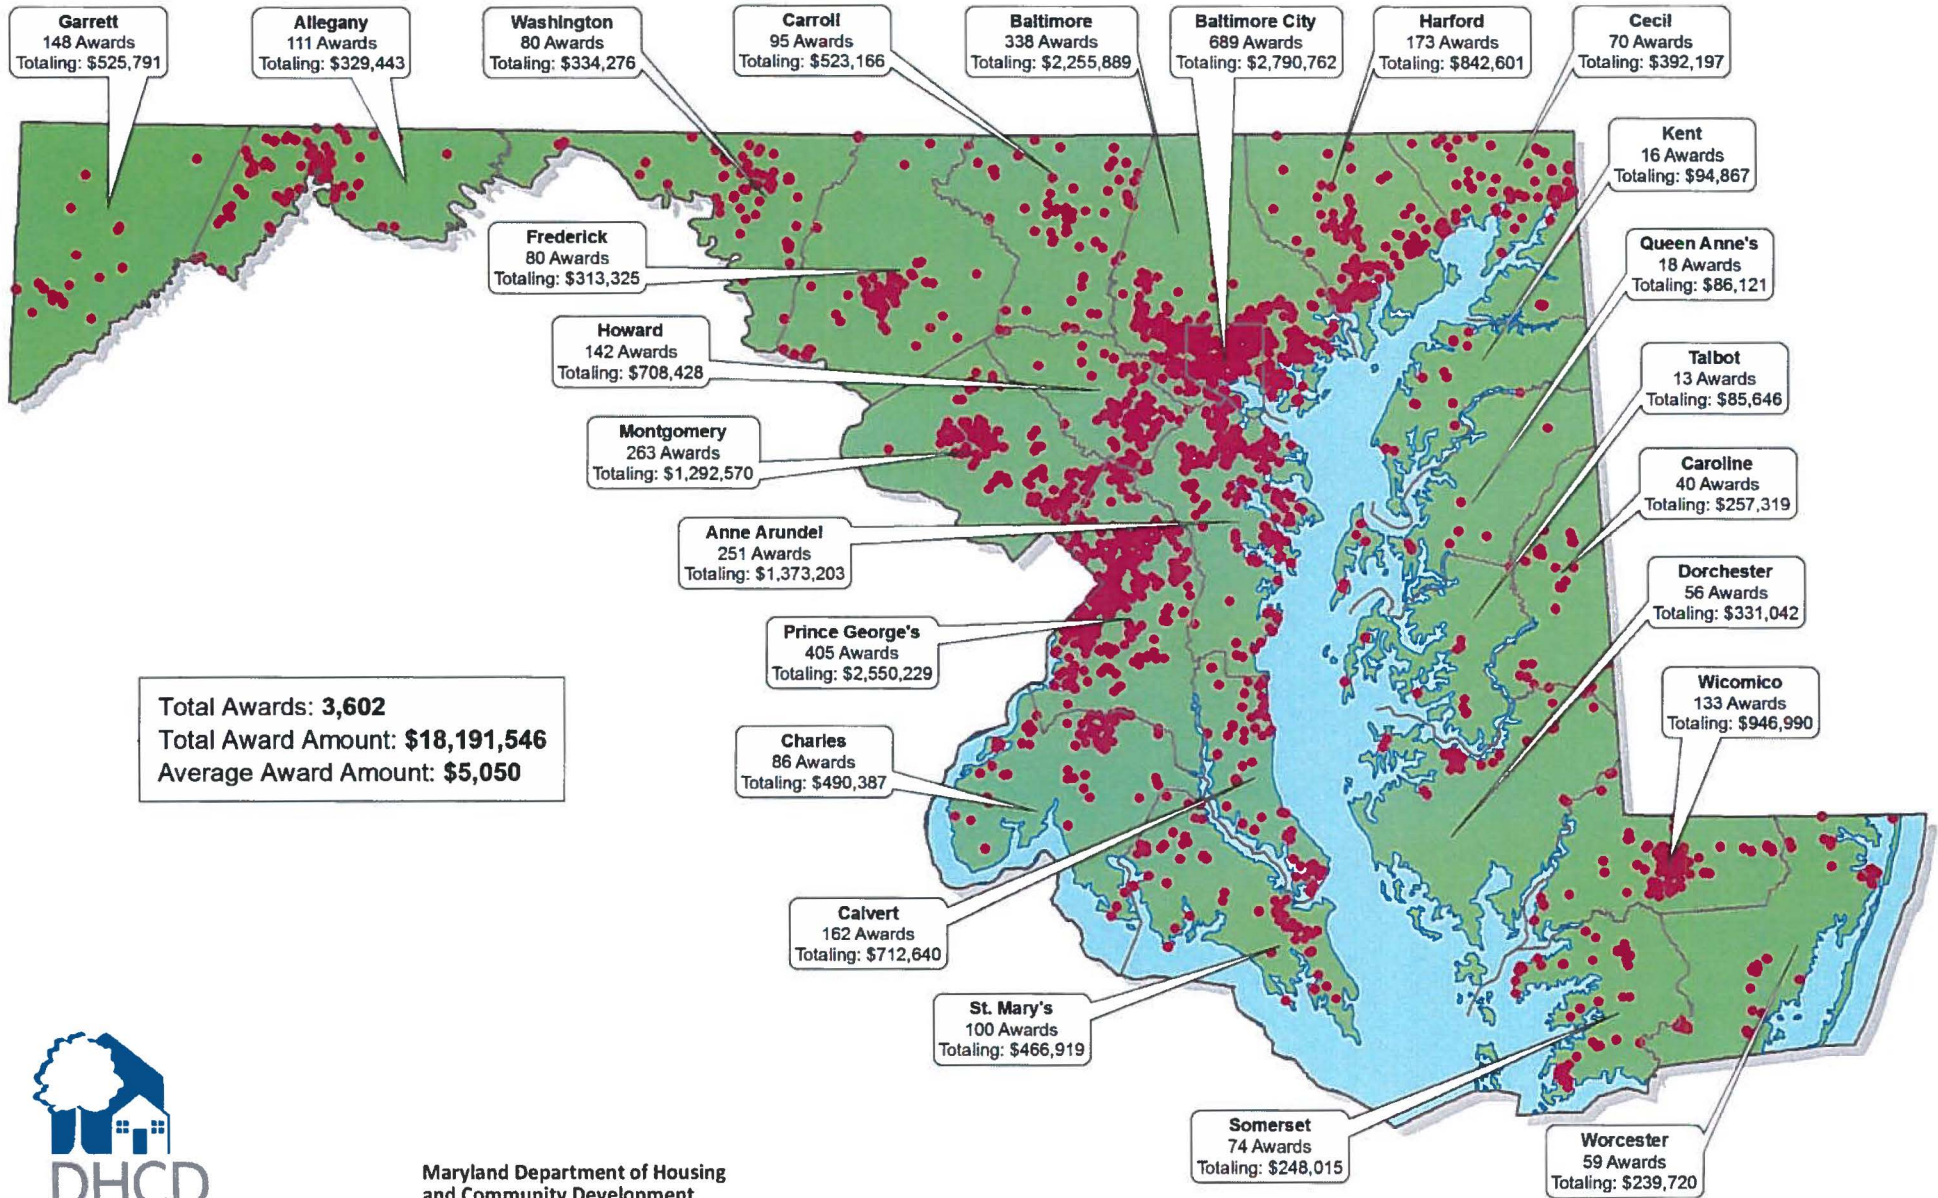 Garrett
148 Awards
Totaling: $525,791
Allegany
111 Awards
Totaling: $329,443
Washington
80 Awards
Totaling: $334,276
Carroll
95 Awards
Totaling: $523,166
Baltimore
338 Awards
Totaling: $2,255,889
Baltimore City
689 Awards
Totaling: $2,790,762
Harford
173 Awards
Totaling: $842,601
Cecil
70 Awards
Totaling: $392,197
Kent
16 Awards
Totaling: $94,867
Frederick
80 Awards
Totaling: $313,325
Queen Anne's
18 Awards
Totaling: $86,121
Howard
142 Awards
Totaling: $708,428
Talbot
13 Awards
Totaling: $85,646
Montgomery
263 Awards
Totaling: $1,292,570
Caroline
40 Awards
Totaling: $257,319
Anne Arundel
251 Awards
Totaling: $1,373,203
Dorchester
56 Awards
Totaling: $331,042
Prince George's
405 Awards
Totaling: $2,550,229
Wicomico
133 Awards
Totaling: $946,990
Total Awards: 3,602
Total Award Amount: $18,191,546
Average Award Amount: $5,050
Charles
86 Awards
Totaling: $490,387
Calvert
162 Awards
Totaling: $712,640
St. Mary's
100 Awards
Totaling: $466,919
Somerset
74 Awards
Totaling: $248,015
Worcester
59 Awards
Totaling: $239,720
DHCD
Maryland Department of Housing
and Community Development